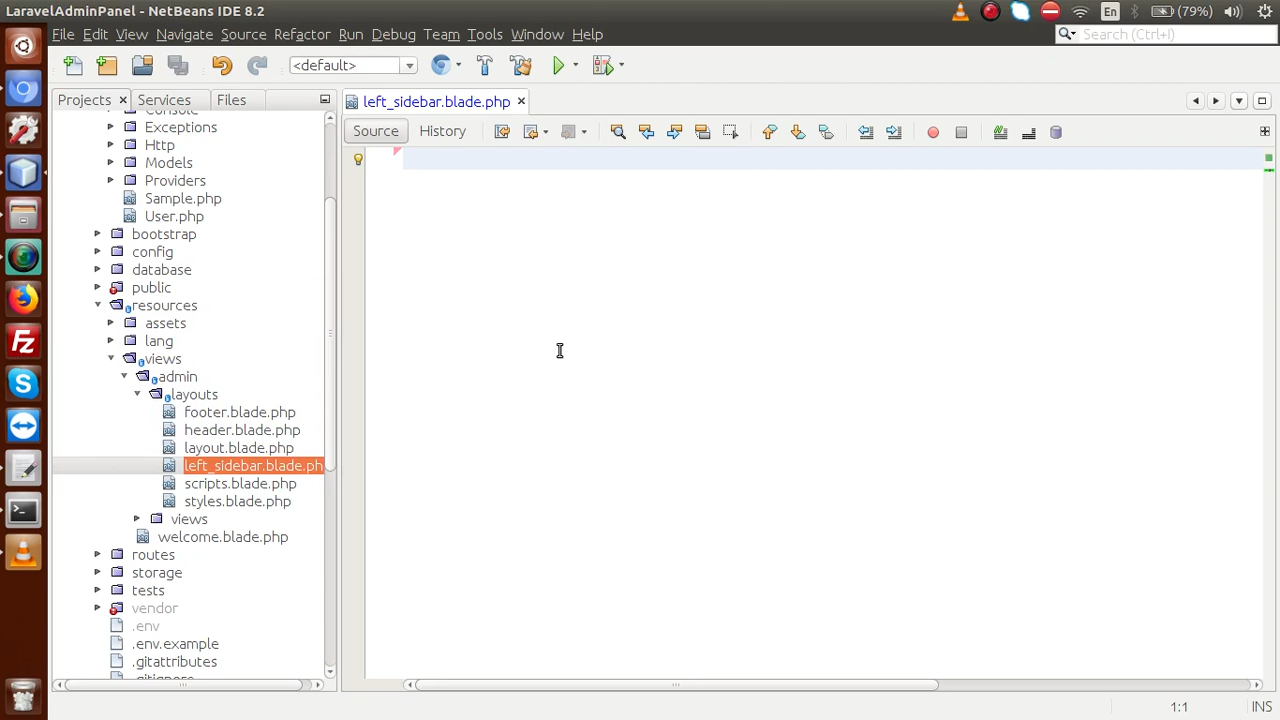 LaravelAdminPanel - NetBeans IDE 8.2
En
(79%)
File Edit View Navigate Source Refactor Run Debug Team Tools Window Help
Search (Ctrl+I)
<default>
Projects Services Files
left_sidebar.blade.php
Source History
Console
Exceptions
Http
Models
Providers
Sample.php
User.php
bootstrap
config
database
public
resources
assets
lang
views
admin
layouts
footer.blade.php
header.blade.php
layout.blade.php
left_sidebar.blade.ph
scripts.blade.php
styles.blade.php
views
welcome.blade.php
routes
storage
tests
vendor
.env
.env.example
.gitattributes
.gitignore
1:1 INS